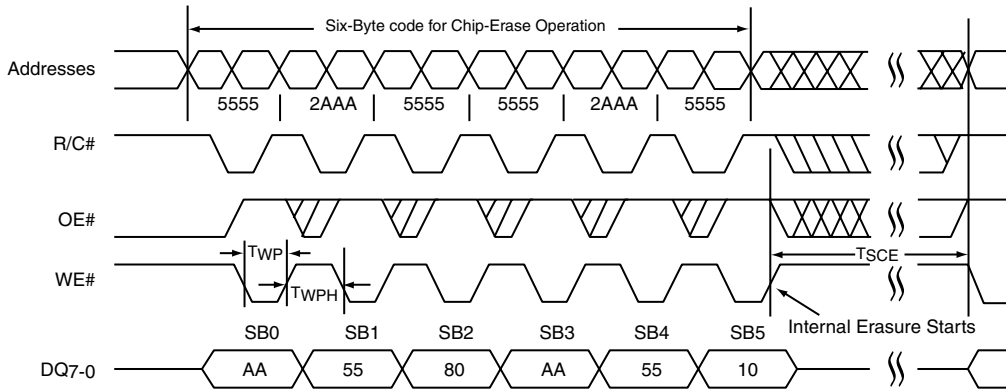 Six-Byte code for Chip-Erase Operation
Addresses
5555 2AAA 5555 5555 2AAA 5555
R/C#
OE#
TWP
TSCE
WE#
TWPH
Internal Erasure Starts
SB0 SB1 SB2 SB3 SB4 SB5
DQ7-0 AA 55 80 AA 55 10